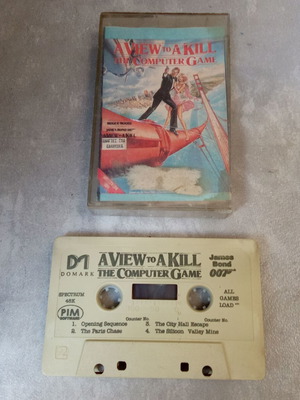 A VIEW TO A KILL
THE COMPUTER GAME
DOMARK
A VIEW TO A KILL
THE COMPUTER GAME
James
Bond
007
SPECTRUM
48K
PIM
SOFTWARE
ALL
GAMES
LOAD
Counter No.
Counter No.
1. Opening Sequence
3. The City Hall Escape
2. The Paris Chase
4. The Silicon Valley Mine